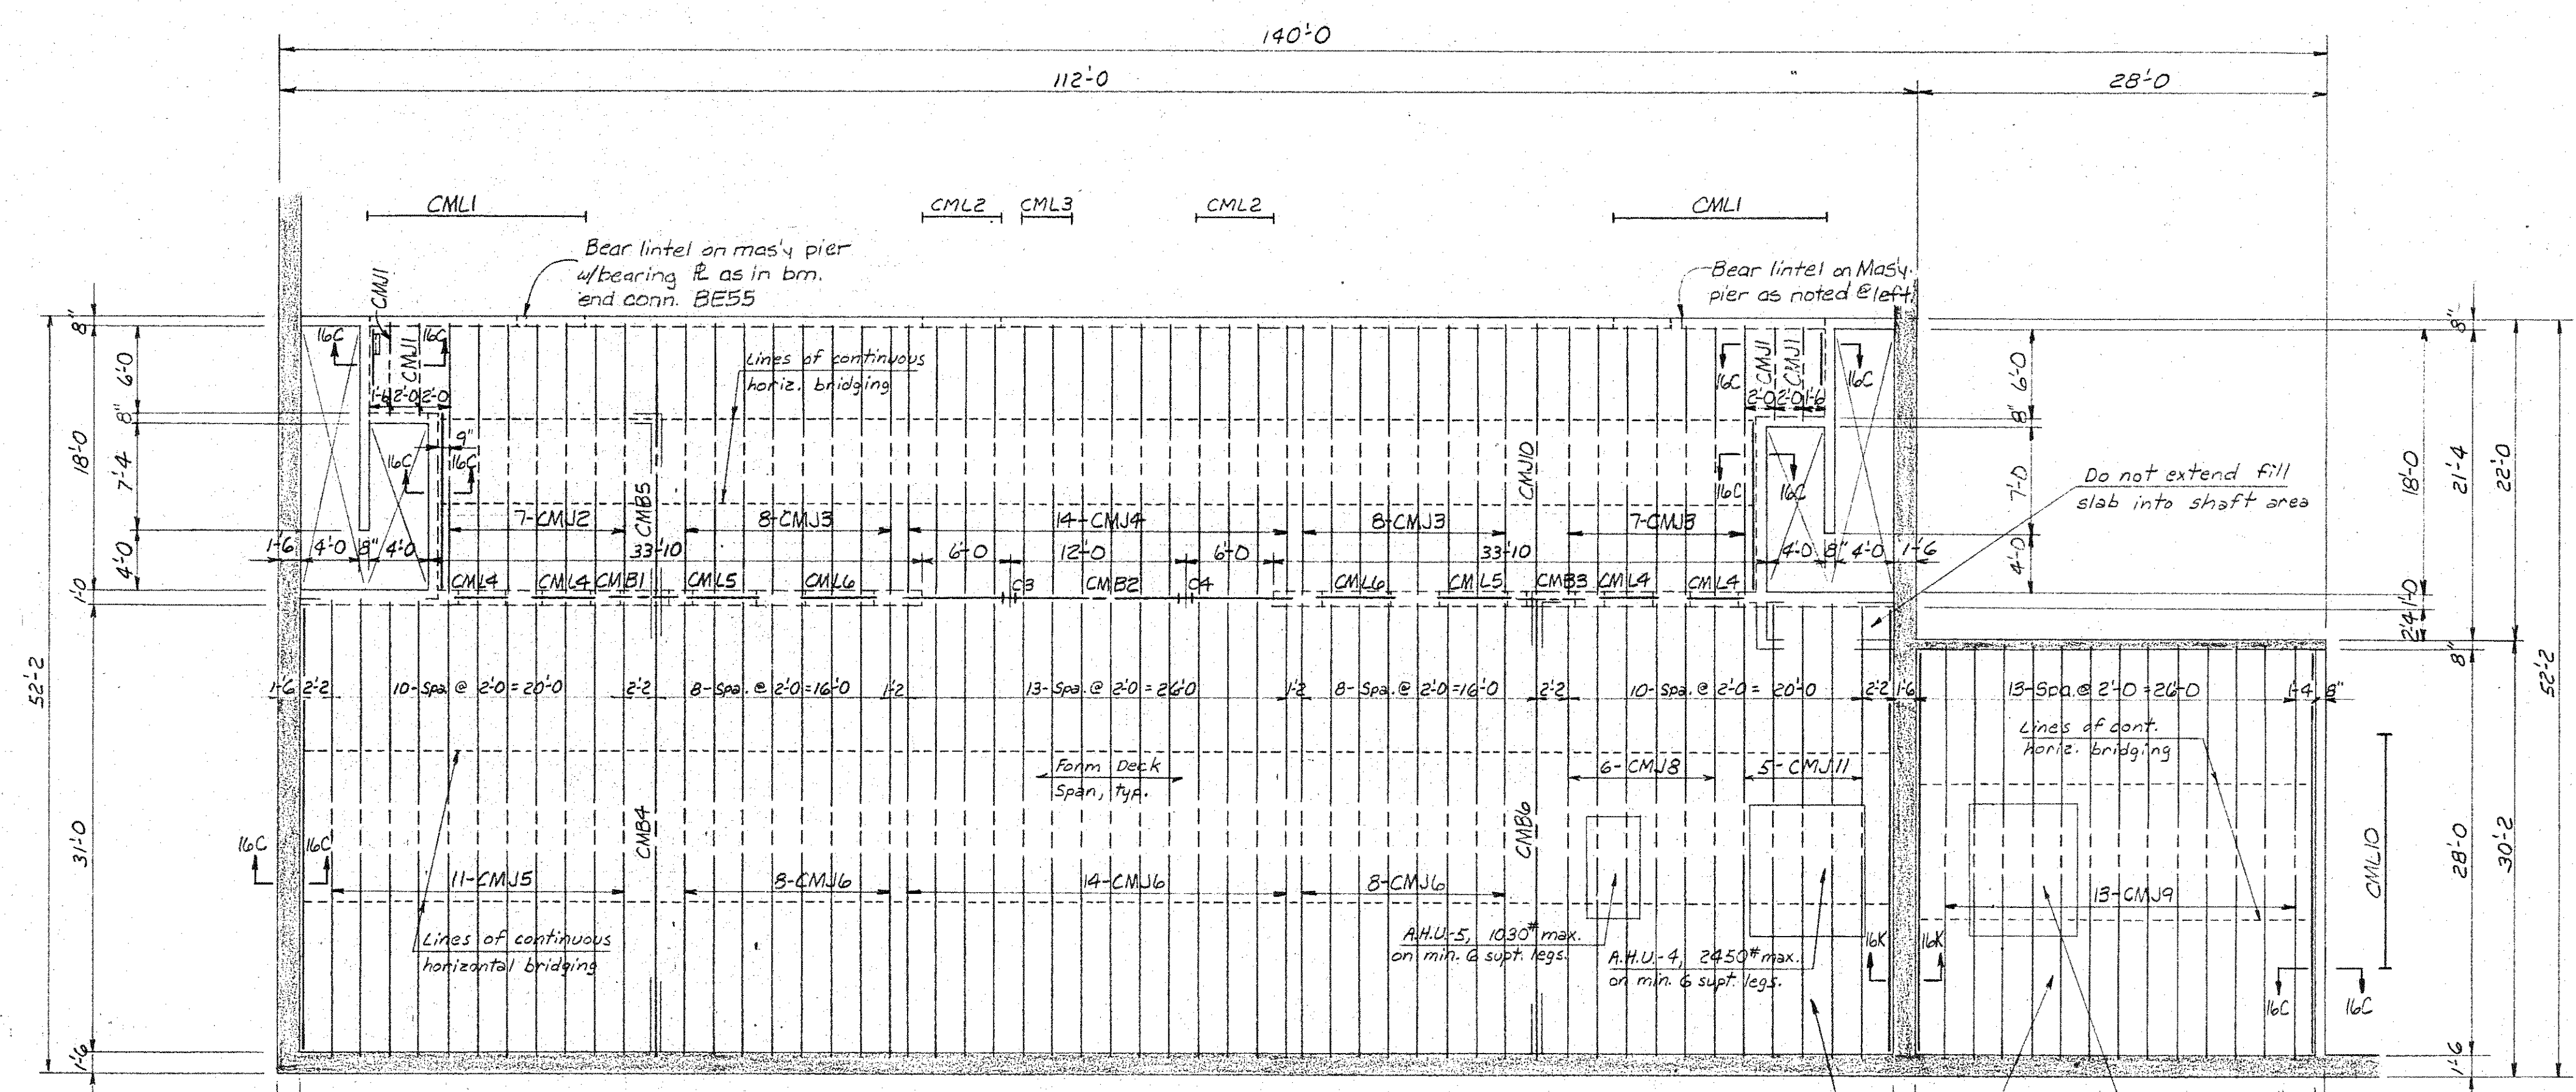 140'-0
112'-0
28'-0
CML1
CML2
CML3
CML2
CML1
Bear lintel on mas'y pier
w/bearing ℄ as in bm.
end conn. BE55
Bear lintel on Mas'y.
pier as noted @ left.
CMJ1
8"
8"
16C
16C
CMJ1
1'-6
2'-0
2'-0
Lines of continuous
horiz. bridging
16C
CMJ1
CMJ1
16C
2'-0
2'-0
1'-6
6'-0
6'-0
8"
8"
9"
16C
16C
18'-0
7'-4
CMB5
CMJ10
16C
16C
7'-0
18'-0
21'-4
22'-0
Do not extend fill
slab into shaft area
7-CMJ2
8-CMJ3
14-CMJ4
8-CMJ3
7-CMJ3
1'-6
4'-0
8"
4'-0
33'-10
6'-0
12'-0
6'-0
33'-10
4'-0
8"
4'-0
1'-6
4'-0
4'-0
1'-0
CML4
CML4
CMB1
CML5
CML6
C3
CMB2
C4
CML6
CML5
CMB3
CML4
CML4
1'-0
2'-4
8"
52'-2
1'-6
2'-2
10-Spa. @ 2'-0 = 20'-0
2'-2
8-Spa. @ 2'-0 = 16'-0
1'-2
13-Spa. @ 2'-0 = 26'-0
1'-2
8-Spa. @ 2'-0 = 16'-0
2'-2
10-Spa. @ 2'-0 = 20'-0
2'-2
1'-6
13-Spa. @ 2'-0 = 26'-0
1'-4
8"
52'-2
Lines of cont.
horiz. bridging
Form Deck
Span, typ.
6-CMJ8
5-CMJ11
31'-0
16C
16C
CMB4
CMB6
28'-0
30'-2
CML10
11-CMJ5
8-CMJ6
14-CMJ6
8-CMJ6
13-CMJ9
Lines of continuous
horizontal bridging
A.H.U.-5, 1030# max.
on min. 6 supt. legs.
A.H.U.-4, 2450# max.
on min. 6 supt. legs.
16K
16K
16C
16C
1'-6
1'-6